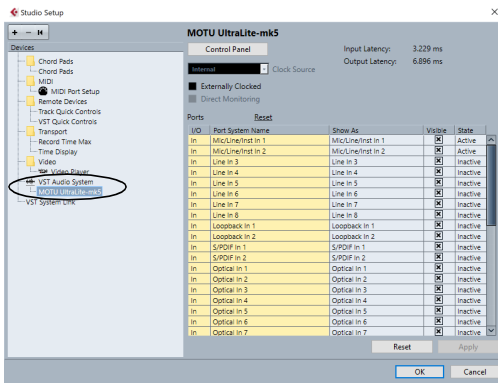 Studio Setup
Devices
Chord Pads
Chord Pads
MIDI
MIDI Port Setup
Remote Devices
Track Quick Controls
VST Quick Controls
Transport
Record Time Max
Time Display
Video
Video Player
VST Audio System
MOTU UltraLite-mk5
VST System Link
MOTU UltraLite-mk5
Control Panel
Input Latency: 3.229 ms
Output Latency: 6.896 ms
Internal Clock Source
Externally Clocked
Direct Monitoring
Ports Reset
I/O Port System Name Show As Visible State
In Mic/Line/Inst In 1 Mic/Line/Inst In 1 Active
In Mic/Line/Inst In 2 Mic/Line/Inst In 2 Active
In Line In 3 Line In 3 Inactive
In Line In 4 Line In 4 Inactive
In Line In 5 Line In 5 Inactive
In Line In 6 Line In 6 Inactive
In Line In 7 Line In 7 Inactive
In Line In 8 Line In 8 Inactive
In Loopback In 1 Loopback In 1 Inactive
In Loopback In 2 Loopback In 2 Inactive
In S/PDIF In 1 S/PDIF In 1 Inactive
In S/PDIF In 2 S/PDIF In 2 Inactive
In Optical In 1 Optical In 1 Inactive
In Optical In 2 Optical In 2 Inactive
In Optical In 3 Optical In 3 Inactive
In Optical In 4 Optical In 4 Inactive
In Optical In 5 Optical In 5 Inactive
In Optical In 6 Optical In 6 Inactive
In Optical In 7 Optical In 7 Inactive
Reset Apply
OK Cancel